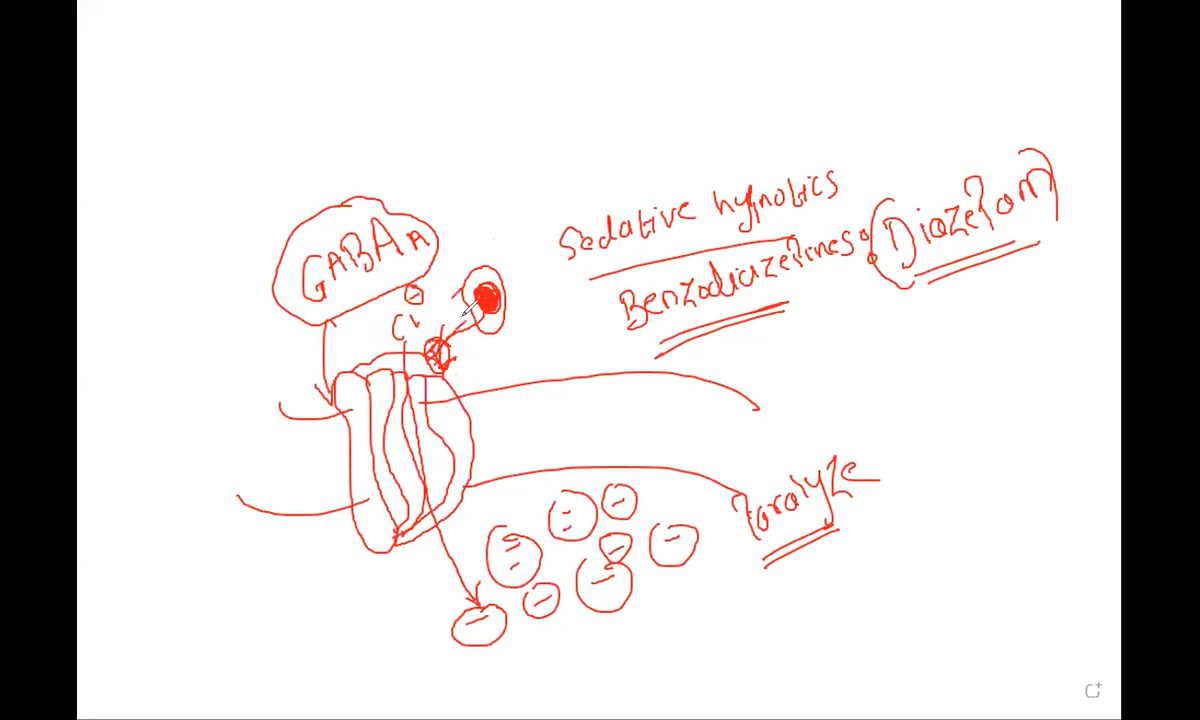 Sedative hypnotics
Benzodiazepines: Diazepam
GABAA
Cl-
Paralyze